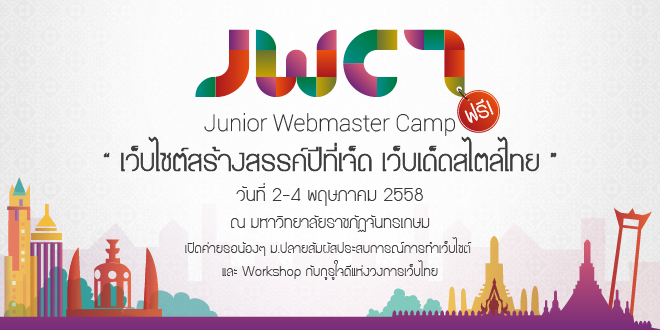 JWC7
ฟรี!
Junior Webmaster Camp
“ เว็บไซต์สร้างสรรค์ปีที่เจ็ด เว็บเด็ดสไตล์ไทย ”
วันที่ 2-4 พฤษภาคม 2558
ณ มหาวิทยาลัยราชภัฏจันทรเกษม
เปิดค่ายรอน้องๆ ม.ปลายสัมผัสประสบการณ์การทำเว็บไซต์
และ Workshop กับกูรูใจดีแห่งวงการเว็บไทย